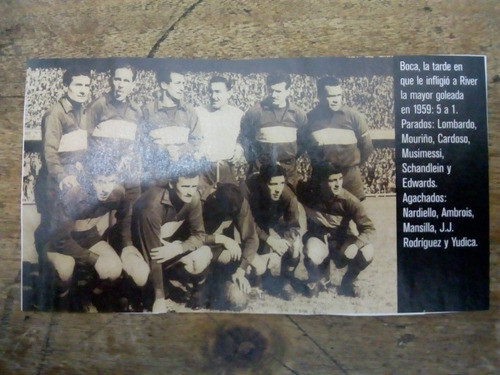 Boca, la tarde en
que le infligió a River
la mayor goleada
en 1959: 5 a 1.
Parados: Lombardo,
Mouriño, Cardoso,
Musimessi,
Schandlein y
Edwards.
Agachados:
Nardiello, Ambrois,
Mansilla, J.J.
Rodríguez y Yudica.